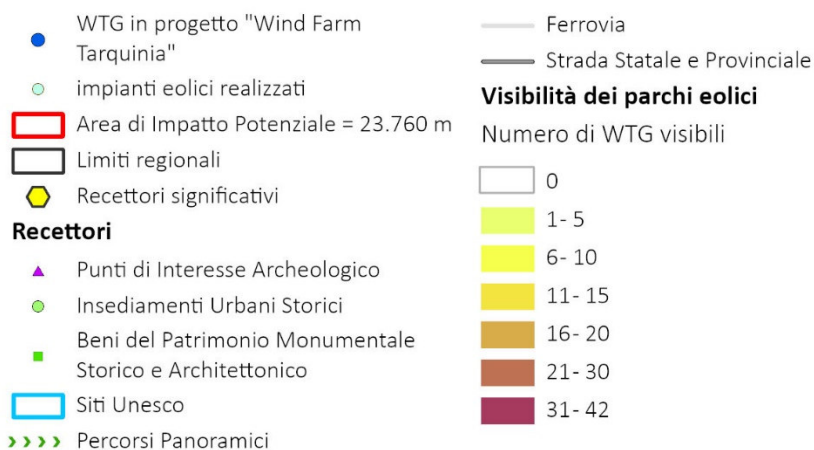 WTG in progetto "Wind Farm
Tarquinia"
impianti eolici realizzati
Area di Impatto Potenziale = 23.760 m
Limiti regionali
Recettori significativi
Recettori
Punti di Interesse Archeologico
Insediamenti Urbani Storici
Beni del Patrimonio Monumentale
Storico e Architettonico
Siti Unesco
Percorsi Panoramici
Ferrovia
Strada Statale e Provinciale
Visibilità dei parchi eolici
Numero di WTG visibili
0
1- 5
6- 10
11- 15
16- 20
21- 30
31- 42